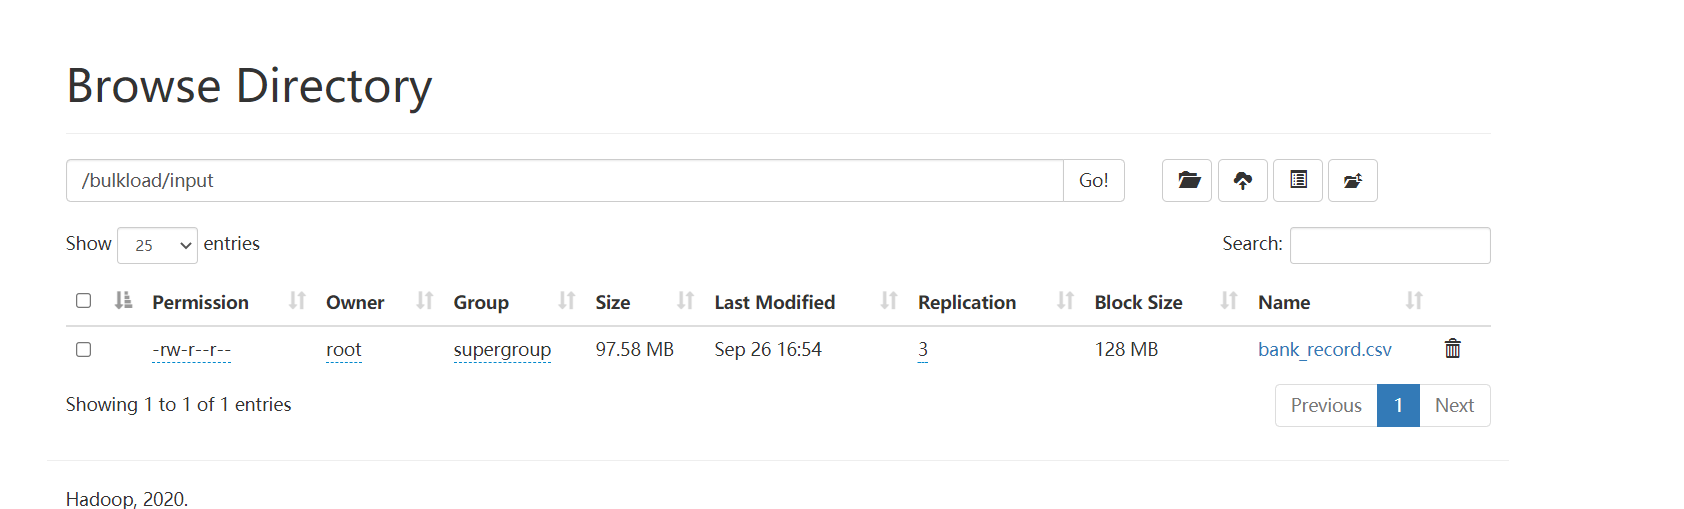 Browse Directory
/bulkload/input Go!
Show 25 entries Search:
Permission Owner Group Size Last Modified Replication Block Size Name
-rw-r--r-- root supergroup 97.58 MB Sep 26 16:54 3 128 MB bank_record.csv
Showing 1 to 1 of 1 entries Previous 1 Next
Hadoop, 2020.